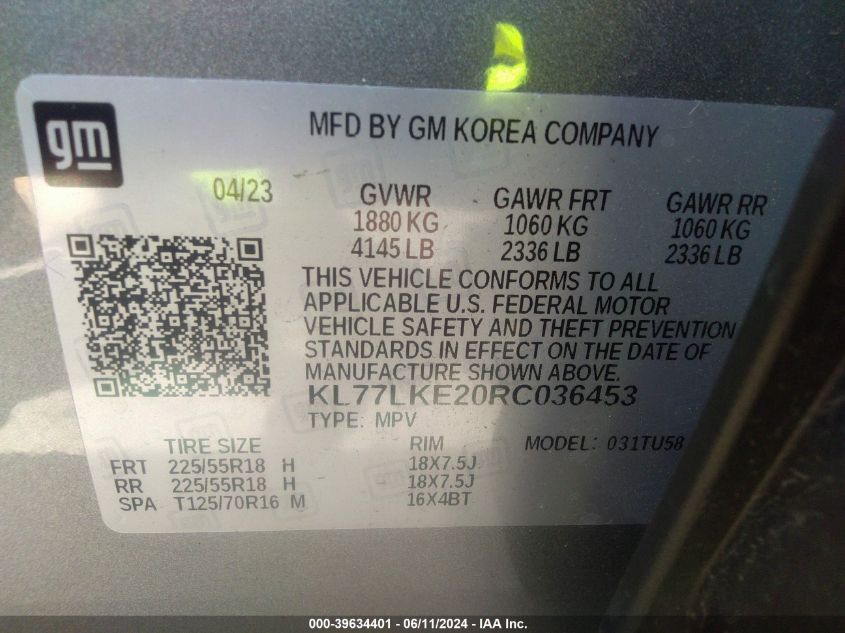 gm
MFD BY GM KOREA COMPANY
04/23 GVWR GAWR FRT GAWR RR
1880 KG 1060 KG 1060 KG
4145 LB 2336 LB 2336 LB
THIS VEHICLE CONFORMS TO ALL
APPLICABLE U.S. FEDERAL MOTOR
VEHICLE SAFETY AND THEFT PREVENTION
STANDARDS IN EFFECT ON THE DATE OF
MANUFACTURE SHOWN ABOVE.
KL77LKE20RC036453
TYPE: MPV
TIRE SIZE RIM MODEL: 031TU58
FRT 225/55R18 H 18X7.5J
RR 225/55R18 H 18X7.5J
SPA T125/70R16 M 16X4BT
000-39634401 - 06/11/2024 - IAA Inc.